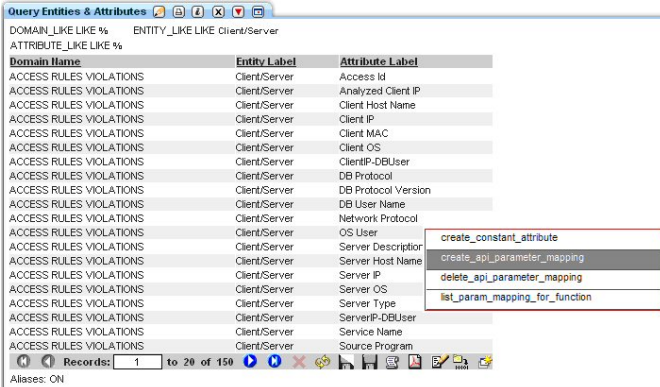 Query Entities & Attributes
DOMAIN_LIKE LIKE % ENTITY_LIKE LIKE Client/Server
ATTRIBUTE_LIKE LIKE %
Domain Name Entity Label Attribute Label
ACCESS RULES VIOLATIONS Client/Server Access Id
ACCESS RULES VIOLATIONS Client/Server Analyzed Client IP
ACCESS RULES VIOLATIONS Client/Server Client Host Name
ACCESS RULES VIOLATIONS Client/Server Client IP
ACCESS RULES VIOLATIONS Client/Server Client MAC
ACCESS RULES VIOLATIONS Client/Server Client OS
ACCESS RULES VIOLATIONS Client/Server ClientIP-DBUser
ACCESS RULES VIOLATIONS Client/Server DB Protocol
ACCESS RULES VIOLATIONS Client/Server DB Protocol Version
ACCESS RULES VIOLATIONS Client/Server DB User Name
ACCESS RULES VIOLATIONS Client/Server Network Protocol
ACCESS RULES VIOLATIONS Client/Server OS User
ACCESS RULES VIOLATIONS Client/Server Server Description
ACCESS RULES VIOLATIONS Client/Server Server Host Name
ACCESS RULES VIOLATIONS Client/Server Server IP
ACCESS RULES VIOLATIONS Client/Server Server OS
ACCESS RULES VIOLATIONS Client/Server Server Type
ACCESS RULES VIOLATIONS Client/Server ServerIP-DBUser
ACCESS RULES VIOLATIONS Client/Server Service Name
ACCESS RULES VIOLATIONS Client/Server Source Program
create_constant_attribute
create_api_parameter_mapping
delete_api_parameter_mapping
list_param_mapping_for_function
Records: 1 to 20 of 150
Aliases: ON